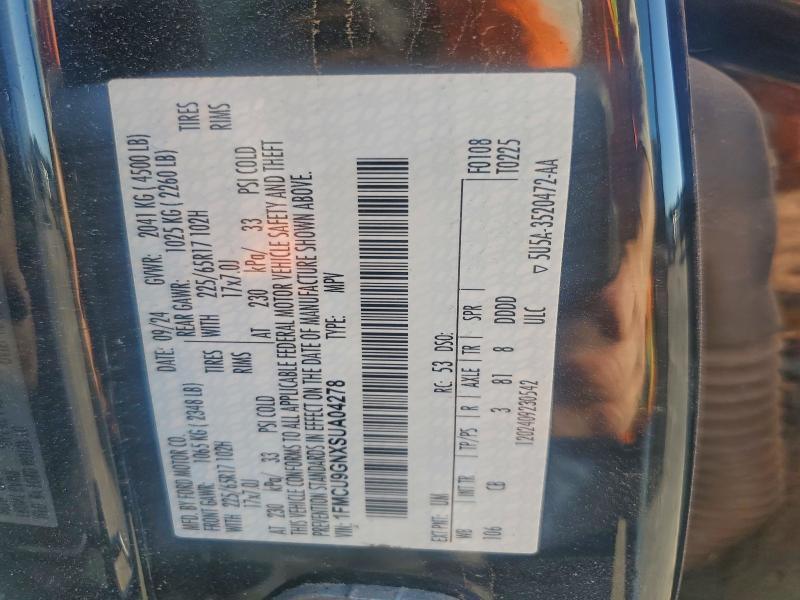 MFD. BY FORD MOTOR CO.
DATE: 09/24 GVWR: 2041 KG ( 4500 LB)
FRONT GAWR: 1065 KG ( 2348 LB) REAR GAWR: 1025 KG ( 2260 LB)
WITH 225/65R17 102H TIRES WITH 225/65R17 102H TIRES
17x7.0J RIMS 17x7.0J RIMS
AT 230 kPa/ 33 PSI COLD AT 230 kPa/ 33 PSI COLD
THIS VEHICLE CONFORMS TO ALL APPLICABLE FEDERAL MOTOR VEHICLE SAFETY AND THEFT
PREVENTION STANDARDS IN EFFECT ON THE DATE OF MANUFACTURE SHOWN ABOVE.
VIN: 1FMCU9GNXSUA04278 TYPE: MPV
EXT PNT: UM RC: 53 DSO: F0108
WB INT TR TP/PS R AXLE TR SPR T0225
106 CB 3 81 8 DDDD
1202409230542 ULC ▽ 5U5A-3520472-AA